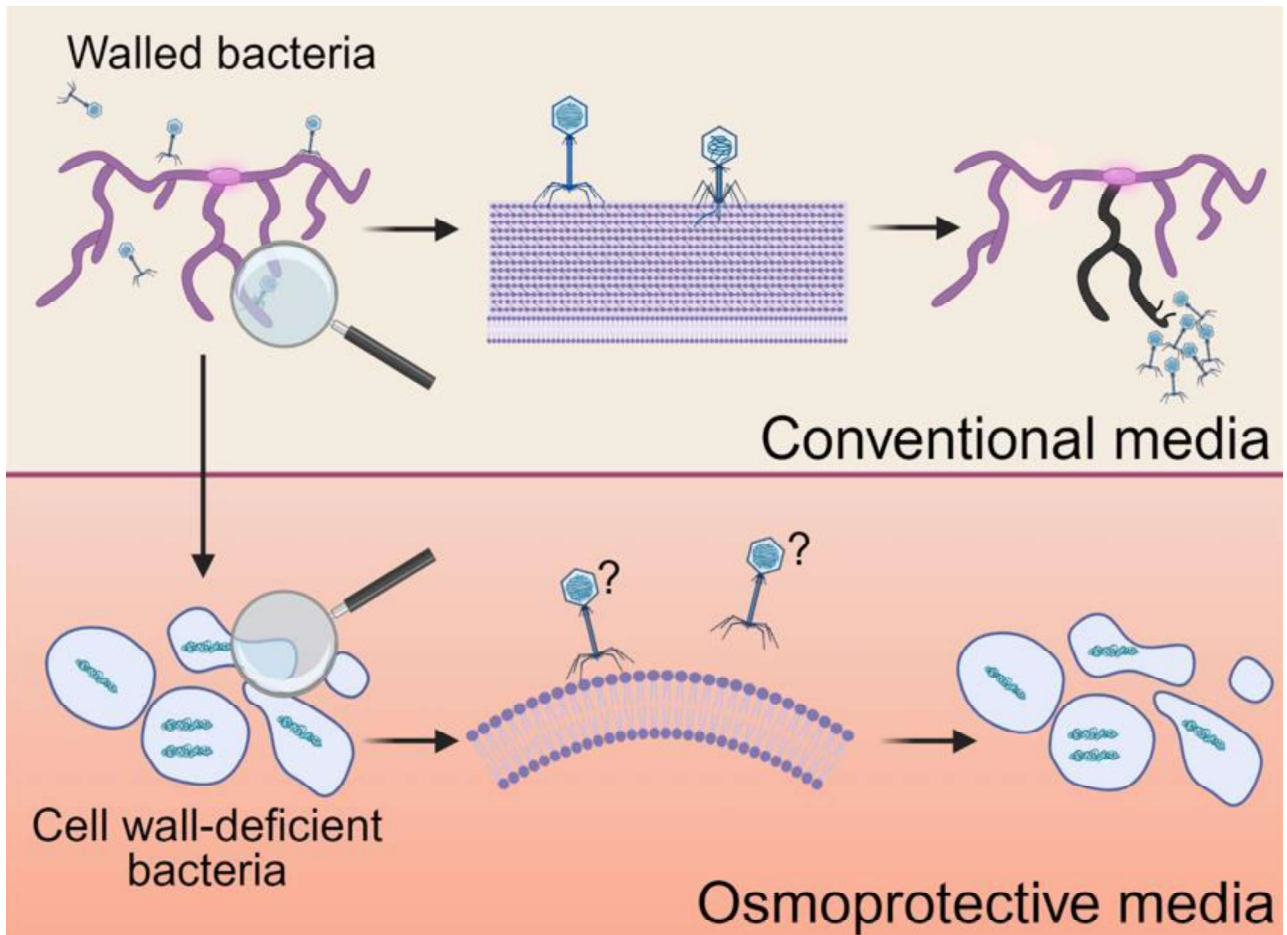 Walled bacteria
Conventional media
?
?
Cell wall-deficient
bacteria
Osmoprotective media